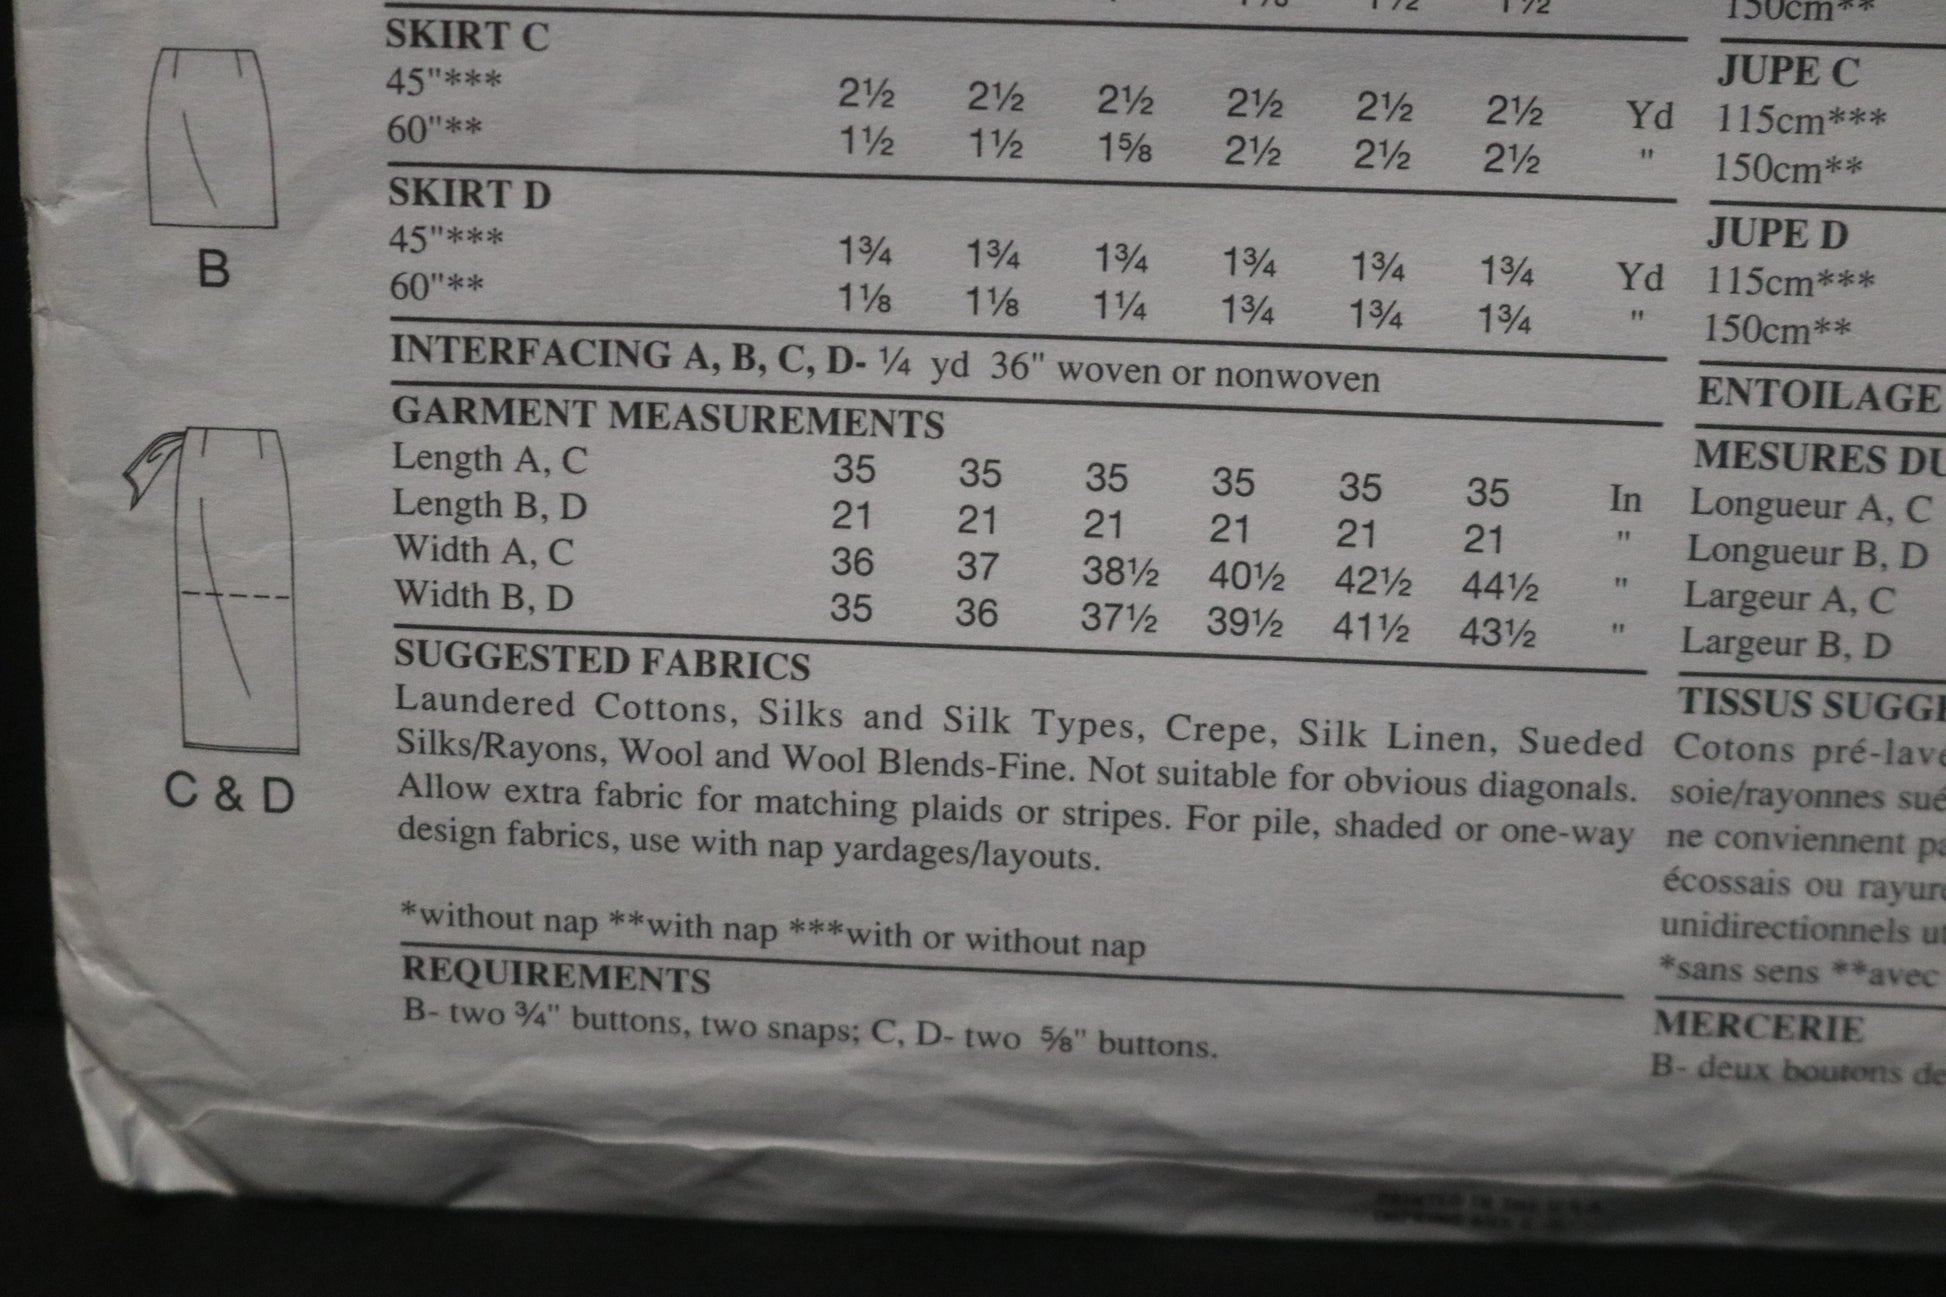 1½ 1½
SKIRT C
45"*** 2½ 2½ 2½ 2½ 2½ 2½ Yd
60"** 1½ 1½ 1⅝ 2½ 2½ 2½ "
SKIRT D
45"*** 1¾ 1¾ 1¾ 1¾ 1¾ 1¾ Yd
60"** 1⅛ 1⅛ 1¼ 1¾ 1¾ 1¾ "
INTERFACING A, B, C, D- ¼ yd 36" woven or nonwoven
GARMENT MEASUREMENTS
Length A, C 35 35 35 35 35 35 In
Length B, D 21 21 21 21 21 21 "
Width A, C 36 37 38½ 40½ 42½ 44½ "
Width B, D 35 36 37½ 39½ 41½ 43½ "
SUGGESTED FABRICS
Laundered Cottons, Silks and Silk Types, Crepe, Silk Linen, Sueded
Silks/Rayons, Wool and Wool Blends-Fine. Not suitable for obvious diagonals.
Allow extra fabric for matching plaids or stripes. For pile, shaded or one-way
design fabrics, use with nap yardages/layouts.
*without nap **with nap ***with or without nap
REQUIREMENTS
B- two ¾" buttons, two snaps; C, D- two ⅝" buttons.
B
C & D
150cm**
JUPE C
115cm***
150cm**
JUPE D
115cm***
150cm**
ENTOILAGE
MESURES DU
Longueur A, C
Longueur B, D
Largeur A, C
Largeur B, D
TISSUS SUGG
Cotons pré-lav
soie/rayonnes sué
ne conviennent pa
écossais ou rayur
unidirectionnels ut
*sans sens **avec
MERCERIE
B- deux boutons de
PRINTED IN THE U.S.A.